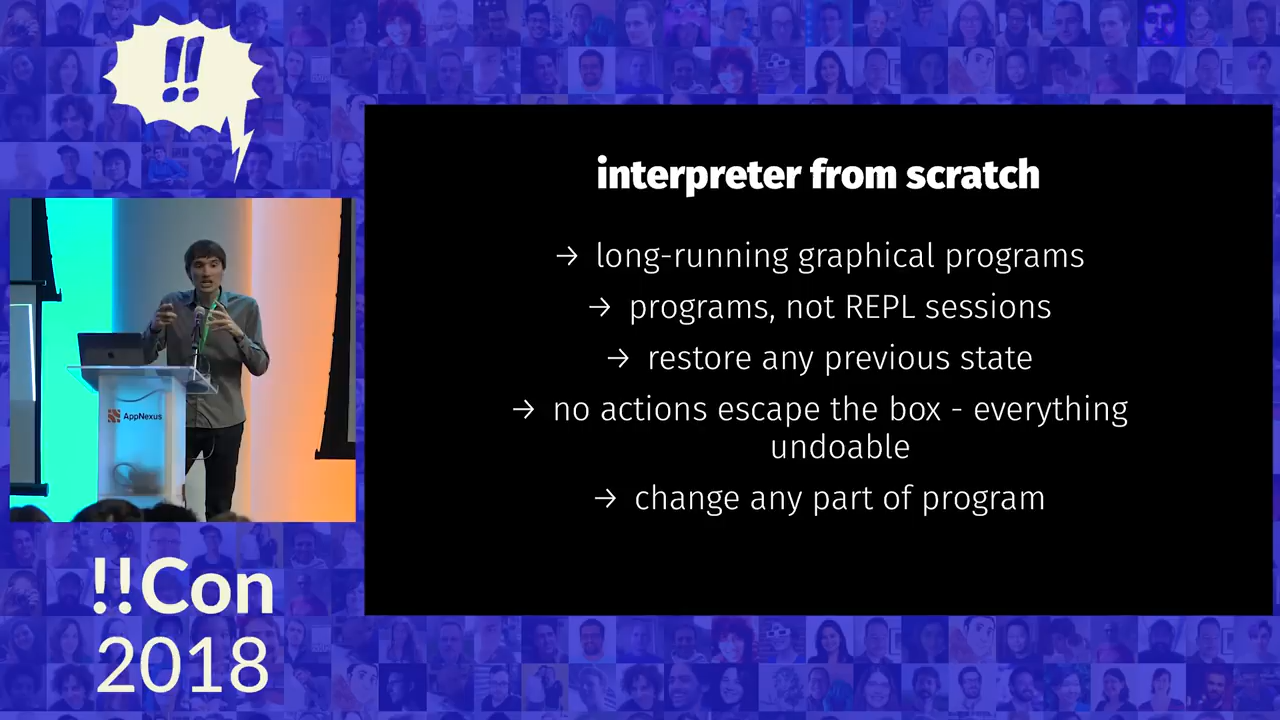 !!
interpreter from scratch
→ long-running graphical programs
→ programs, not REPL sessions
→ restore any previous state
→ no actions escape the box - everything
undoable
→ change any part of program
AppNexus
!!Con
2018